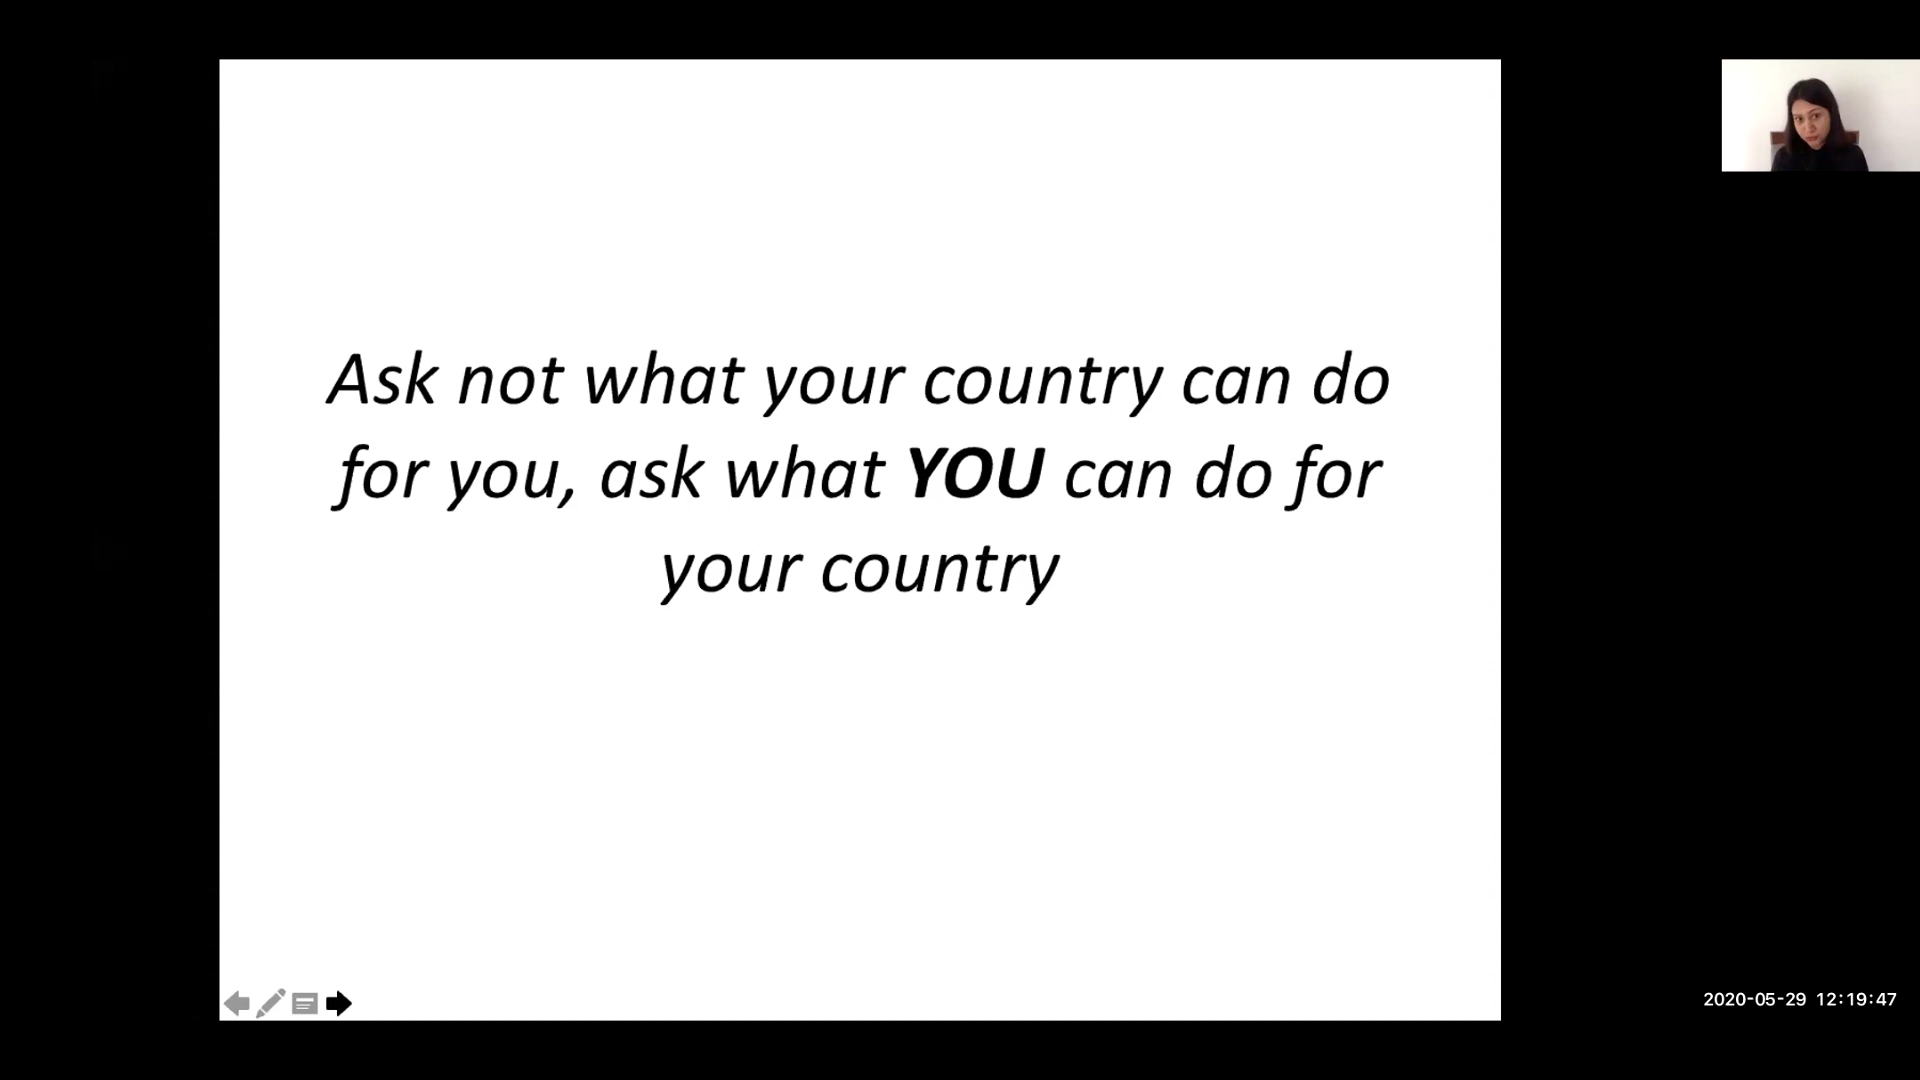 Ask not what your country can do
for you, ask what YOU can do for
your country
2020-05-29 12:19:47